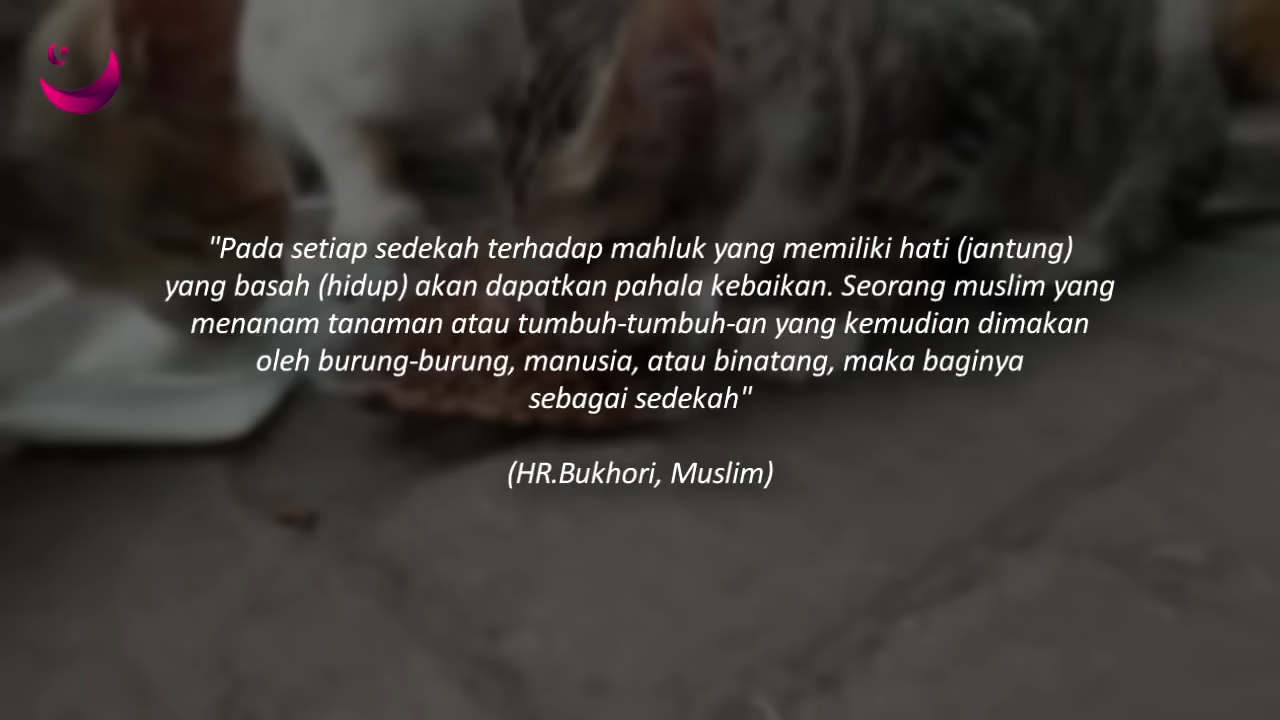 "Pada setiap sedekah terhadap mahluk yang memiliki hati (jantung)
yang basah (hidup) akan dapatkan pahala kebaikan. Seorang muslim yang
menanam tanaman atau tumbuh-tumbuh-an yang kemudian dimakan
oleh burung-burung, manusia, atau binatang, maka baginya
sebagai sedekah"
(HR.Bukhori, Muslim)